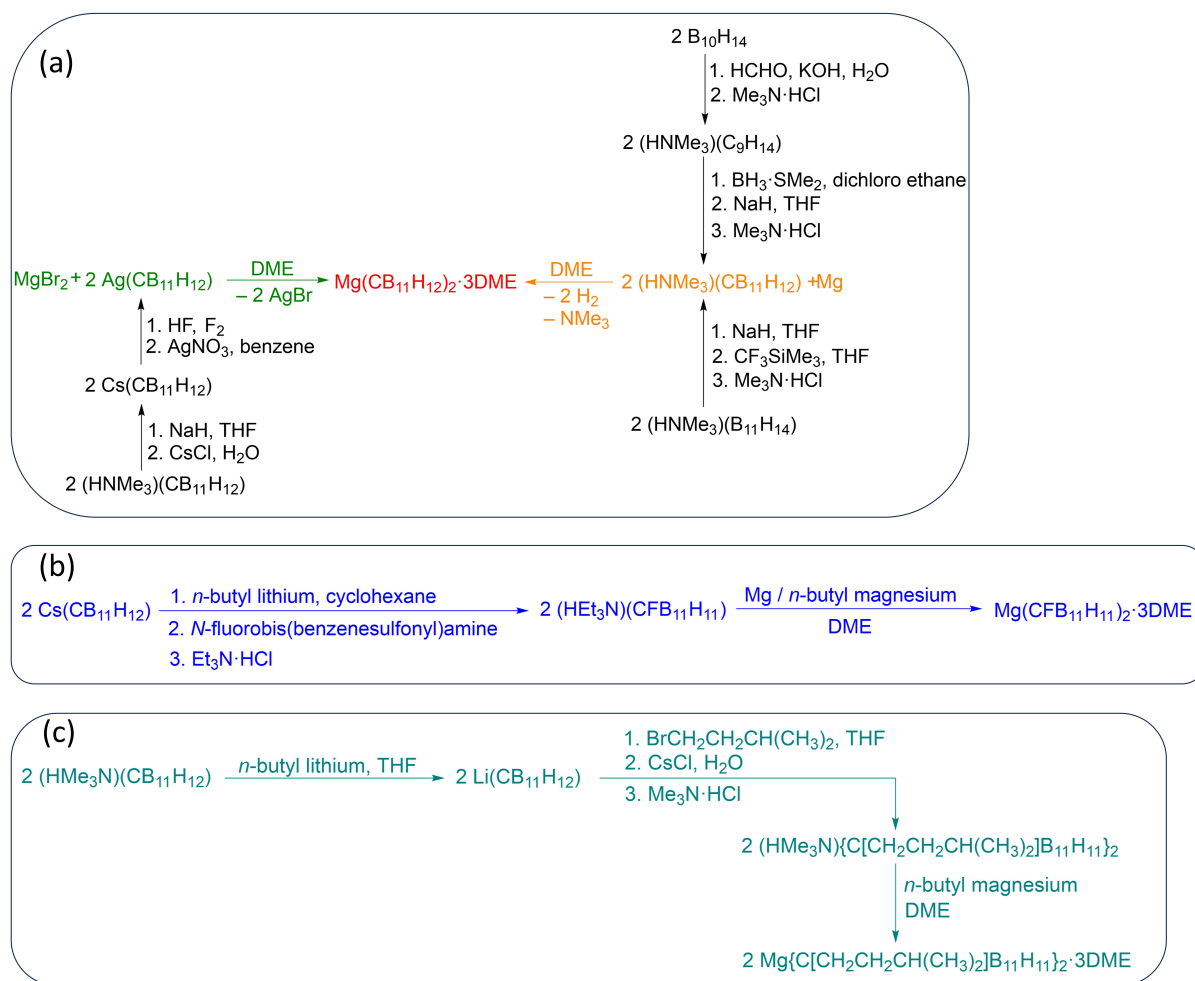 (a)
2 B₁₀H₁₄
1. HCHO, KOH, H₂O
2. Me₃N·HCl
2 (HNMe₃)(C₉H₁₄)
1. BH₃·SMe₂, dichloro ethane
2. NaH, THF
3. Me₃N·HCl
MgBr₂ + 2 Ag(CB₁₁H₁₂)
DME
– 2 AgBr
Mg(CB₁₁H₁₂)₂·3DME
DME
– 2 H₂
– NMe₃
2 (HNMe₃)(CB₁₁H₁₂) +Mg
1. HF, F₂
2. AgNO₃, benzene
2 Cs(CB₁₁H₁₂)
1. NaH, THF
2. CsCl, H₂O
2 (HNMe₃)(CB₁₁H₁₂)
1. NaH, THF
2. CF₃SiMe₃, THF
3. Me₃N·HCl
2 (HNMe₃)(B₁₁H₁₄)
(b)
2 Cs(CB₁₁H₁₂)
1. n-butyl lithium, cyclohexane
2. N-fluorobis(benzenesulfonyl)amine
3. Et₃N·HCl
2 (HEt₃N)(CFB₁₁H₁₁)
Mg / n-butyl magnesium
DME
Mg(CFB₁₁H₁₁)₂·3DME
(c)
2 (HMe₃N)(CB₁₁H₁₂)
n-butyl lithium, THF
2 Li(CB₁₁H₁₂)
1. BrCH₂CH₂CH(CH₃)₂, THF
2. CsCl, H₂O
3. Me₃N·HCl
2 (HMe₃N){C[CH₂CH₂CH(CH₃)₂]B₁₁H₁₁}₂
n-butyl magnesium
DME
2 Mg{C[CH₂CH₂CH(CH₃)₂]B₁₁H₁₁}₂·3DME